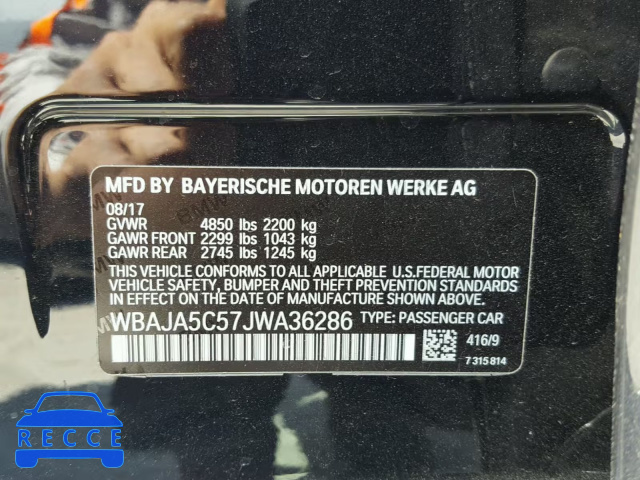 MFD BY BAYERISCHE MOTOREN WERKE AG
08/17
GVWR 4850 lbs 2200 kg
GAWR FRONT 2299 lbs 1043 kg
GAWR REAR 2745 lbs 1245 kg
THIS VEHICLE CONFORMS TO ALL APPLICABLE U.S. FEDERAL MOTOR
VEHICLE SAFETY, BUMPER AND THEFT PREVENTION STANDARDS
IN EFFECT ON THE DATE OF MANUFACTURE SHOWN ABOVE.
WBAJA5C57JWA36286 TYPE: PASSENGER CAR
416/9
7 315 814
RECCE